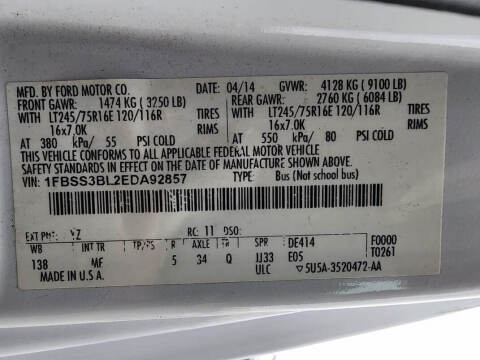 MFD. BY FORD MOTOR CO.
DATE: 04/14 GVWR: 4128 KG ( 9100 LB)
FRONT GAWR: 1474 KG ( 3250 LB) REAR GAWR: 2760 KG ( 6084 LB)
WITH LT245/75R16E 120/116R TIRES WITH LT245/75R16E 120/116R TIRES
16x7.0K RIMS 16x7.0K RIMS
AT 380 kPa/ 55 PSI COLD AT 550 kPa/ 80 PSI COLD
THIS VEHICLE CONFORMS TO ALL APPLICABLE FEDERAL MOTOR VEHICLE
SAFETY STANDARDS IN EFFECT ON THE DATE OF MANUFACTURE SHOWN ABOVE.
VIN: 1FBSS3BL2EDA92857 TYPE: Bus (Not school bus)
EXT PNT: YZ RC: 11 DSO:
WB INT TR TP/PS R AXLE TR SPR DE414 F0000
138 MF 5 34 Q JJ33 E05 T0261
MADE IN U.S.A. ULC ▽5U5A-3520472-AA